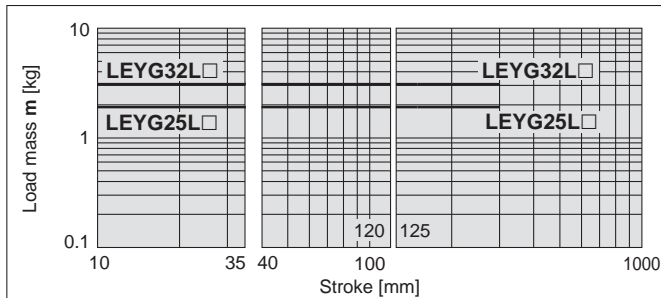 10
LEYG32L□ LEYG32L□
Load mass m [kg]
LEYG25L□ LEYG25L□
1
120 125
0.1
10 35 40 100 1000
Stroke [mm]